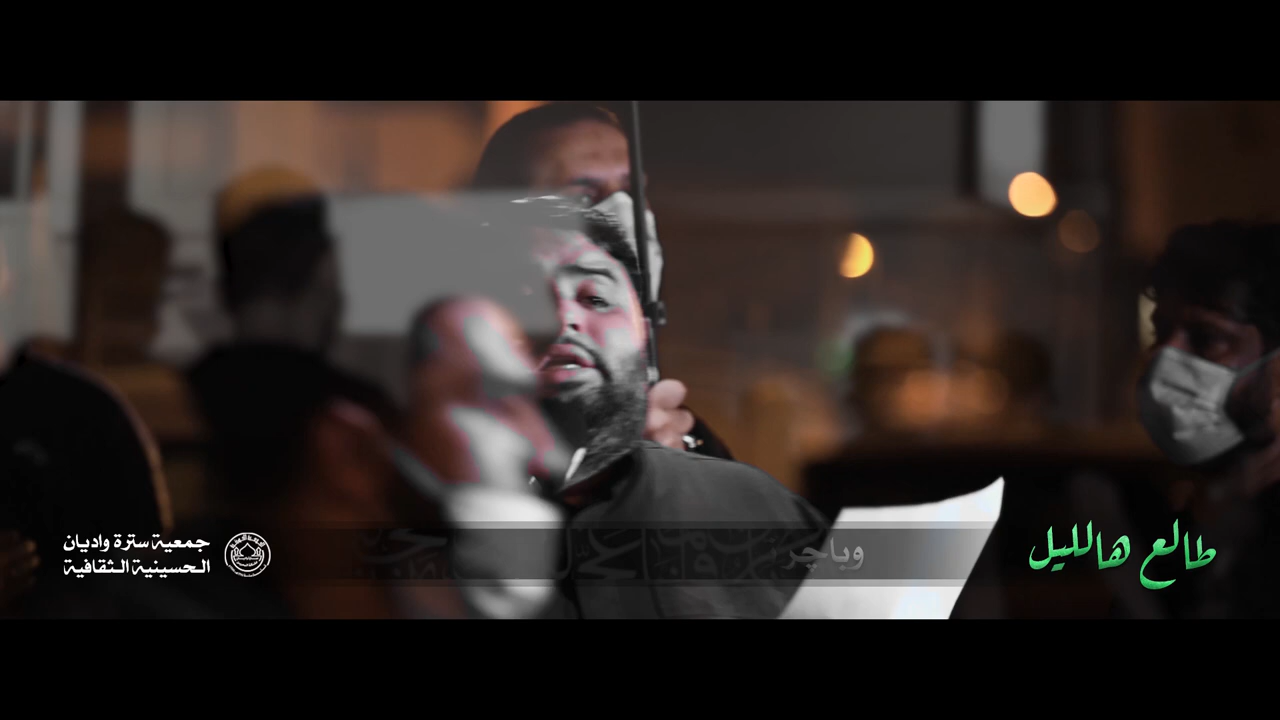 طالع هالليل
وباچر
جمعية سترة واديان
الحسينية الثقافية